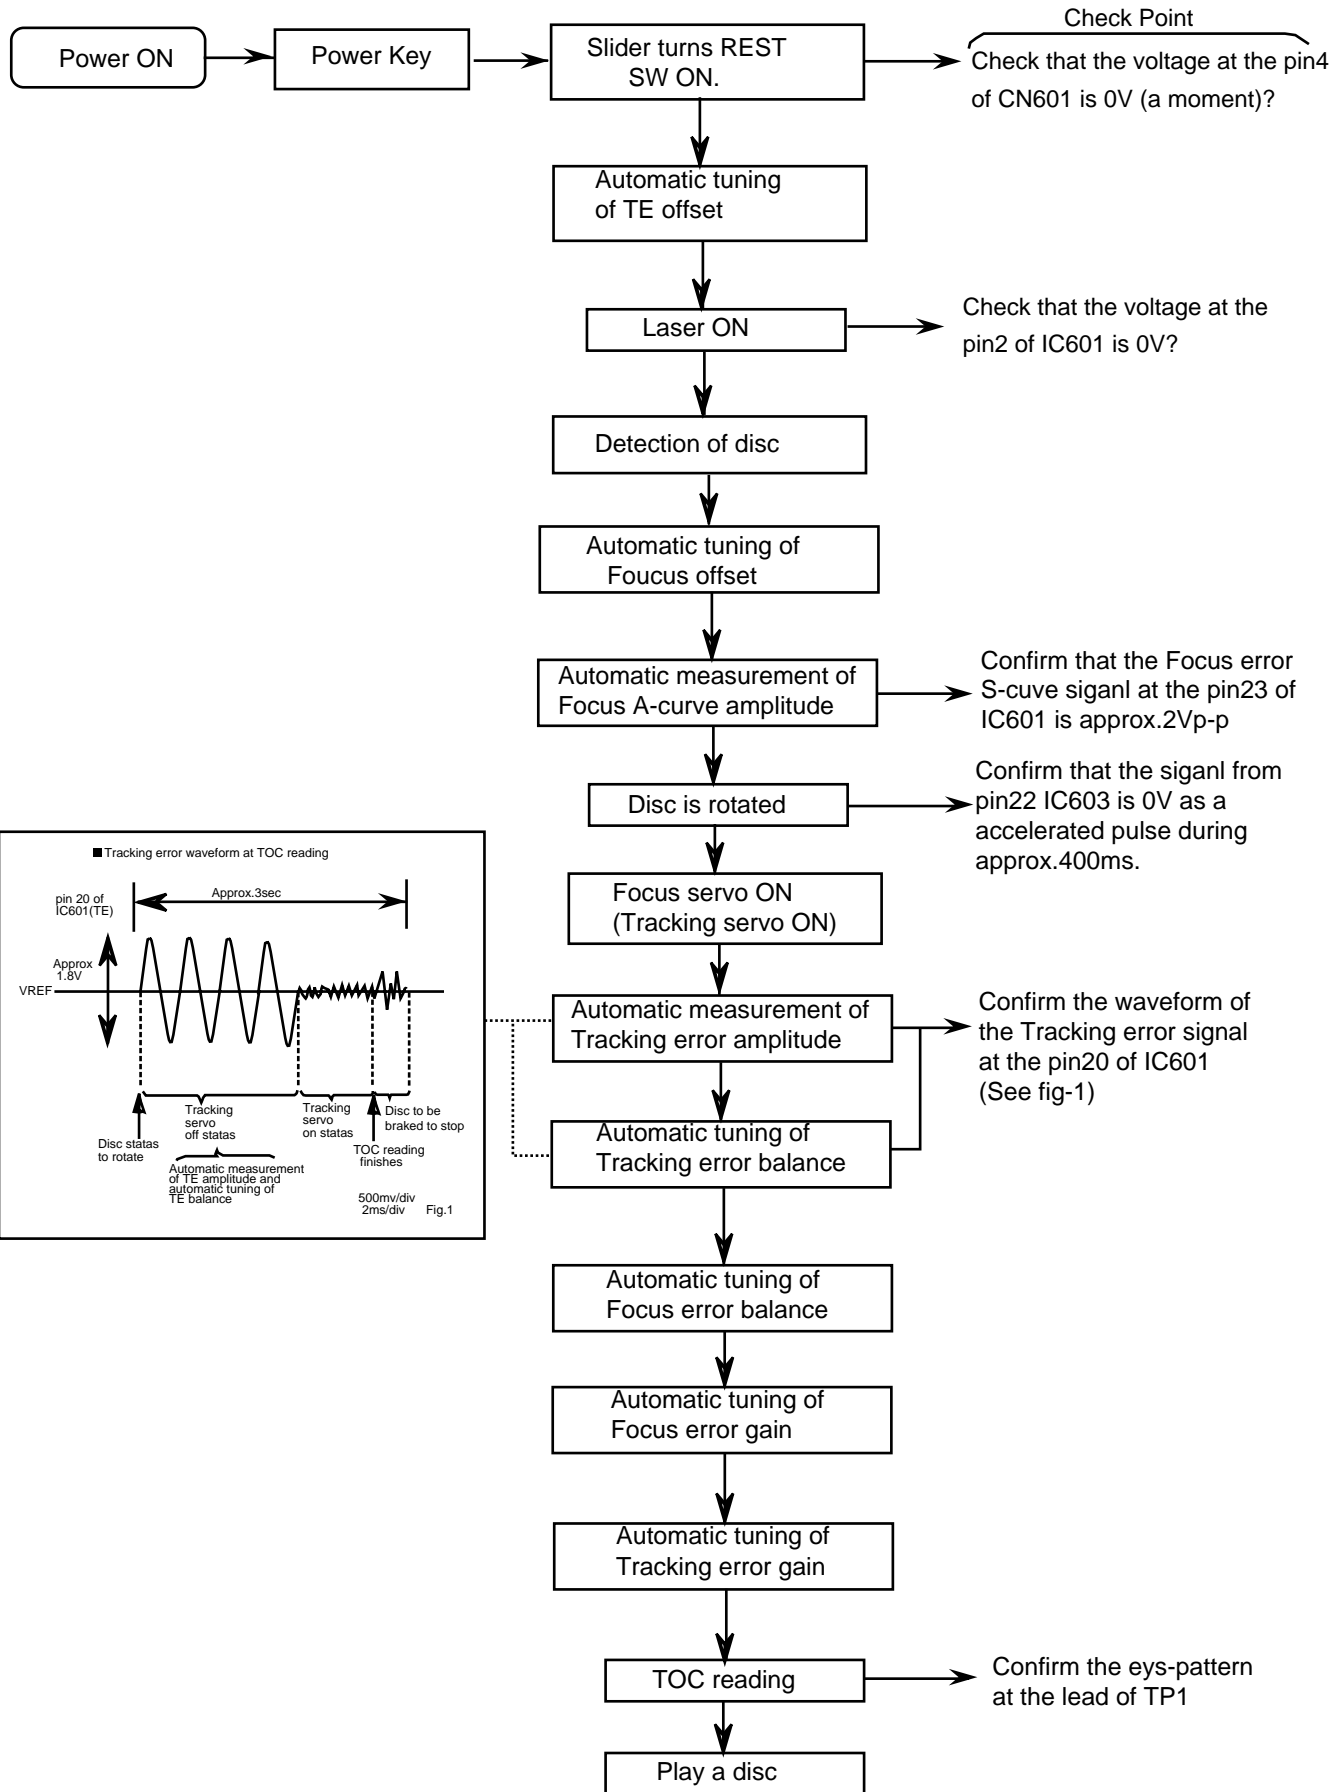 Check Point
Power ON
Power Key
Slider turns REST
SW ON.
Check that the voltage at the pin4
of CN601 is 0V (a moment)?
Automatic tuning
of TE offset
Laser ON
Check that the voltage at the
pin2 of IC601 is 0V?
Detection of disc
Automatic tuning of
Foucus offset
Automatic measurement of
Focus A-curve amplitude
Confirm that the Focus error
S-cuve siganl at the pin23 of
IC601 is approx.2Vp-p
Disc is rotated
Confirm that the siganl from
pin22 IC603 is 0V as a
accelerated pulse during
approx.400ms.
Focus servo ON
(Tracking servo ON)
■ Tracking error waveform at TOC reading
pin 20 of
IC601(TE)
Approx.3sec
Approx
1.8V
VREF
Tracking
servo
off statas
Tracking
servo
on statas
Disc to be
braked to stop
Disc statas
to rotate
TOC reading
finishes
Automatic measurement
of TE amplitude and
automatic tuning of
TE balance
500mv/div
2ms/div
Fig.1
Automatic measurement of
Tracking error amplitude
Confirm the waveform of
the Tracking error signal
at the pin20 of IC601
(See fig-1)
Automatic tuning of
Tracking error balance
Automatic tuning of
Focus error balance
Automatic tuning of
Focus error gain
Automatic tuning of
Tracking error gain
TOC reading
Confirm the eys-pattern
at the lead of TP1
Play a disc